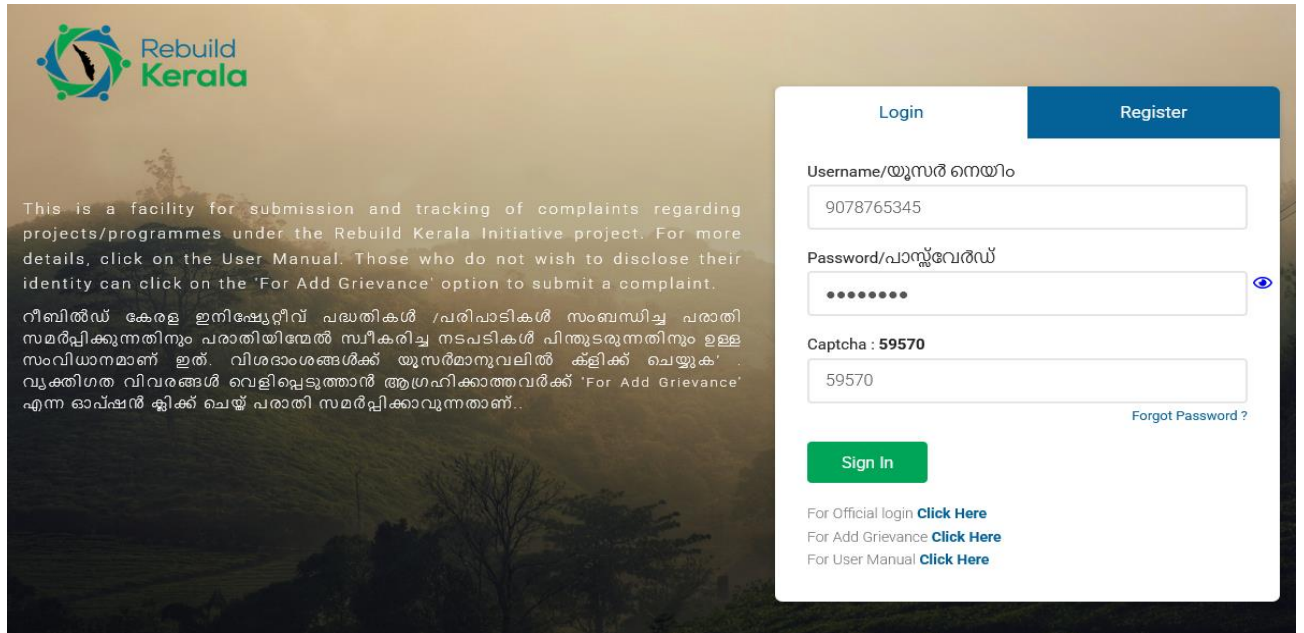 Rebuild
Kerala
This is a facility for submission and tracking of complaints regarding
projects/programmes under the Rebuild Kerala Initiative project. For more
details, click on the User Manual. Those who do not wish to disclose their
identity can click on the 'For Add Grievance' option to submit a complaint.
റീബിൽഡ് കേരള ഇനിഷ്യേറ്റീവ് പദ്ധതികൾ /പരിപാടികൾ സംബന്ധിച്ച പരാതി
സമർപ്പിക്കുന്നതിനും പരാതിയിന്മേൽ സ്വീകരിച്ച നടപടികൾ പിന്തുടരുന്നതിനും ഉള്ള
സംവിധാനമാണ് ഇത്. വിശദാംശങ്ങൾക്ക് യൂസർമാനുവലിൽ ക്ളിക്ക് ചെയ്യുക' .
വ്യക്തിഗത വിവരങ്ങൾ വെളിപ്പെടുത്താൻ ആഗ്രഹിക്കാത്തവർക്ക് 'For Add Grievance'
എന്ന ഓപ്ഷൻ ക്ലിക്ക് ചെയ്ത് പരാതി സമർപ്പിക്കാവുന്നതാണ്..
Login
Register
Username/യൂസർ നെയിം
9078765345
Password/പാസ്സ്‌വേർഡ്
••••••••
Captcha : 59570
59570
Forgot Password ?
Sign In
For Official login Click Here
For Add Grievance Click Here
For User Manual Click Here